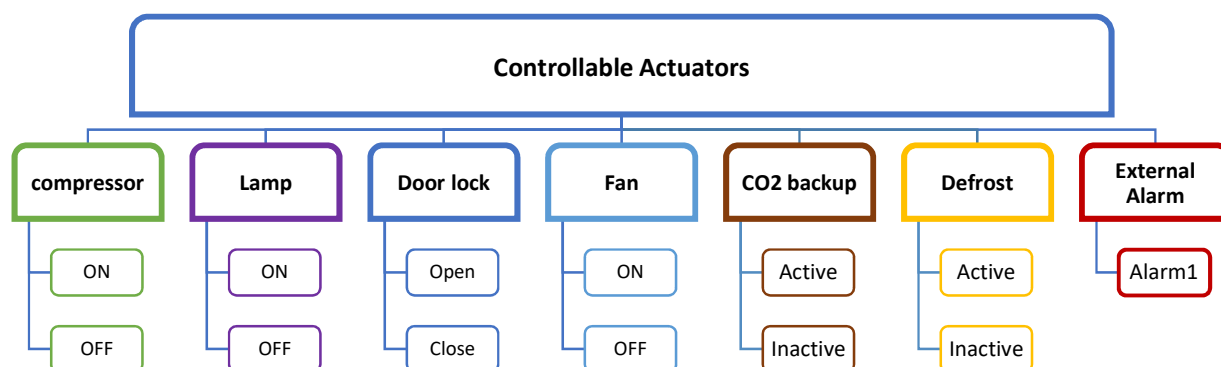 Controllable Actuators
compressor
Lamp
Door lock
Fan
CO2 backup
Defrost
External
Alarm
ON
ON
Open
ON
Active
Active
Alarm1
OFF
OFF
Close
OFF
Inactive
Inactive